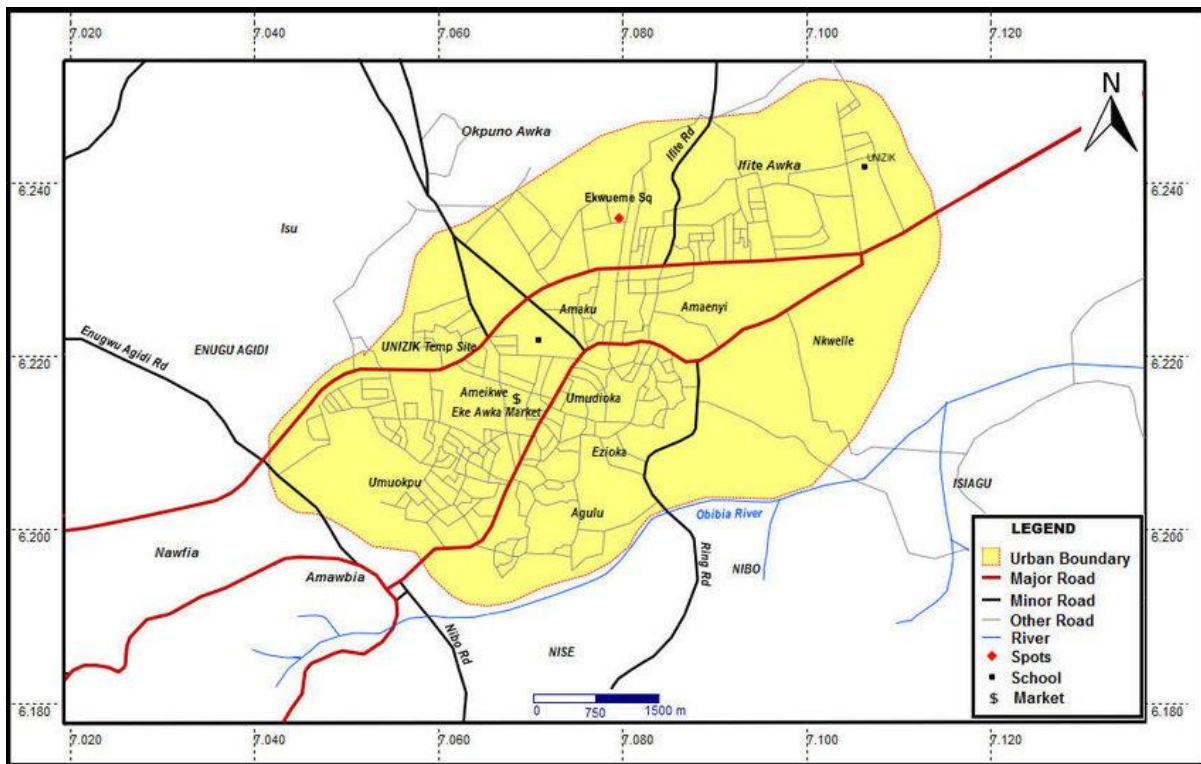 7.020 7.040 7.060 7.080 7.100 7.120
N
Okpuno Awka
Ifite Rd
Ifite Awka
UNIZIK
6.240 6.240
Ekwueme Sq
Isu
Amaku
Amaenyi
Enugwu Agidi Rd
ENUGU AGIDI
UNIZIK Temp Site
Nkwelle
6.220 6.220
Ameikwe
Eke Awka Market
$
Umudioka
Ezioka
Umuokpu
ISIAGU
Agulu
Obibia River
6.200 6.200
Nawfia
Amawbia
Ring Rd
NIBO
Nibo Rd
NISE
0 750 1500 m
LEGEND
Urban Boundary
Major Road
Minor Road
Other Road
River
Spots
School
$ Market
6.180 6.180
7.020 7.040 7.060 7.080 7.100 7.120